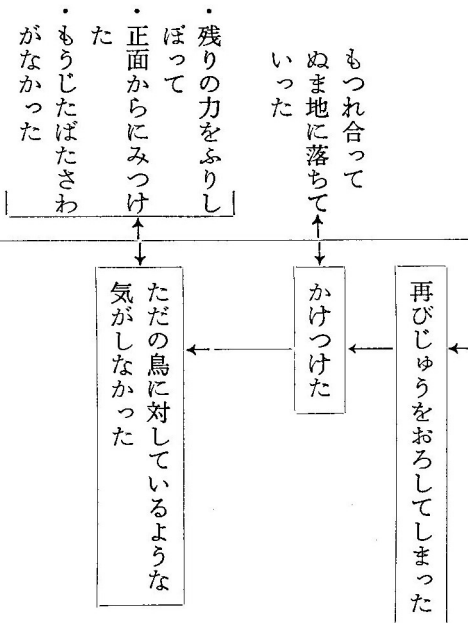 もつれ合って
ぬま地に落ちて
いった
・残りの力をふりし
ぼって
・正面からにみつけ
た
・もうじたばたさわ
がなかった
再びじゅうをおろしてしまった
かけつけた
ただの鳥に対しているような
気がしなかった